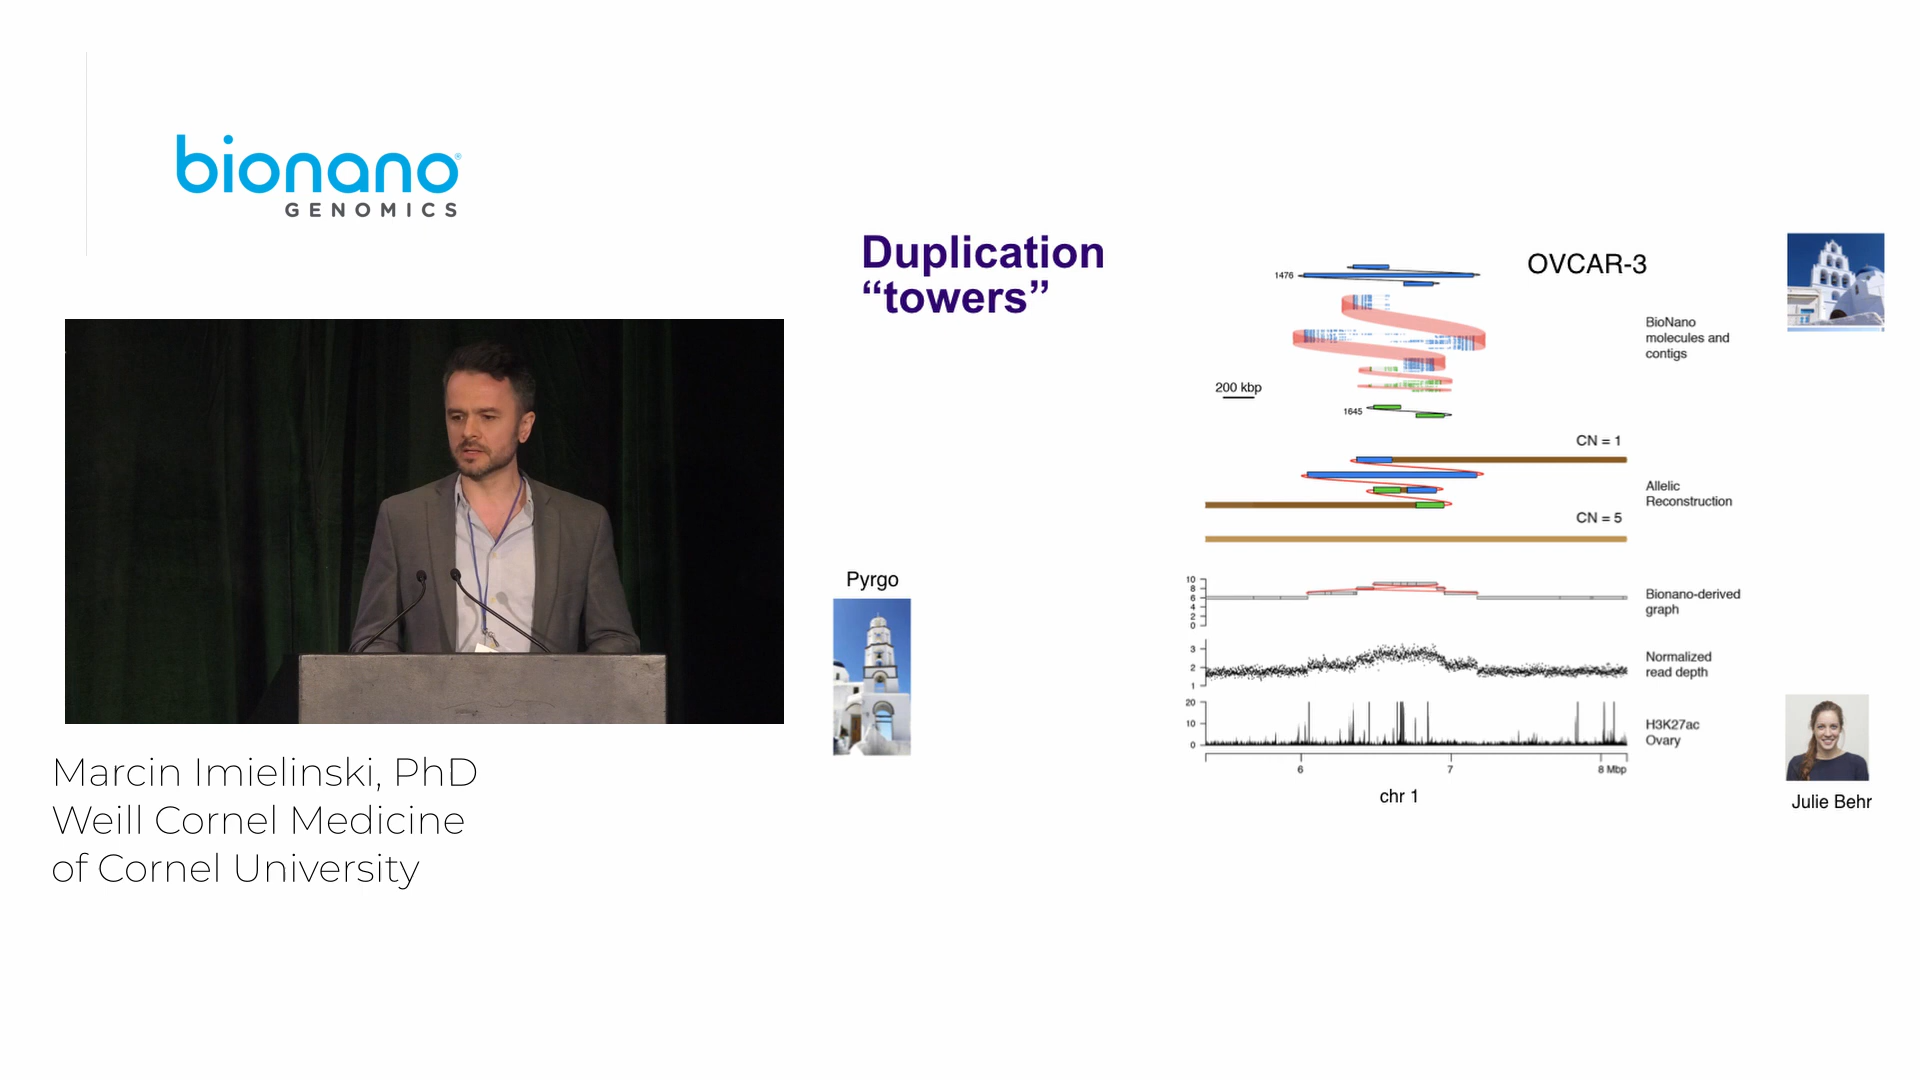 bionano
GENOMICS
Marcin Imielinski, PhD
Weill Cornel Medicine
of Cornel University
Duplication
“towers”
OVCAR-3
1476
BioNano
molecules and
contigs
200 kbp
1645
CN = 1
Allelic
Reconstruction
CN = 5
Pyrgo
10
8
6
4
2
0
Bionano-derived
graph
3
2
1
Normalized
read depth
20
10
0
H3K27ac
Ovary
6 7 8 Mbp
chr 1
Julie Behr